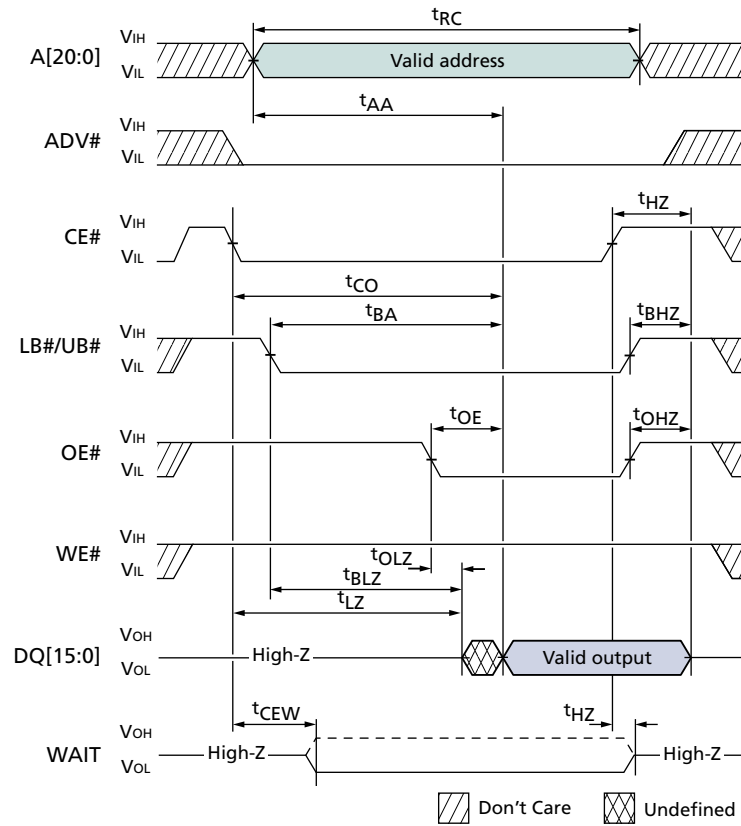 tRC
A[20:0] VIH VIL Valid address
tAA
ADV# VIH VIL
tHZ
CE# VIH VIL
tCO
tBA tBHZ
LB#/UB# VIH VIL
tOE tOHZ
OE# VIH VIL
WE# VIH VIL
tOLZ
tBLZ
tLZ
DQ[15:0] VOH VOL High-Z Valid output
tCEW tHZ
WAIT VOH VOL High-Z High-Z
Don't Care Undefined